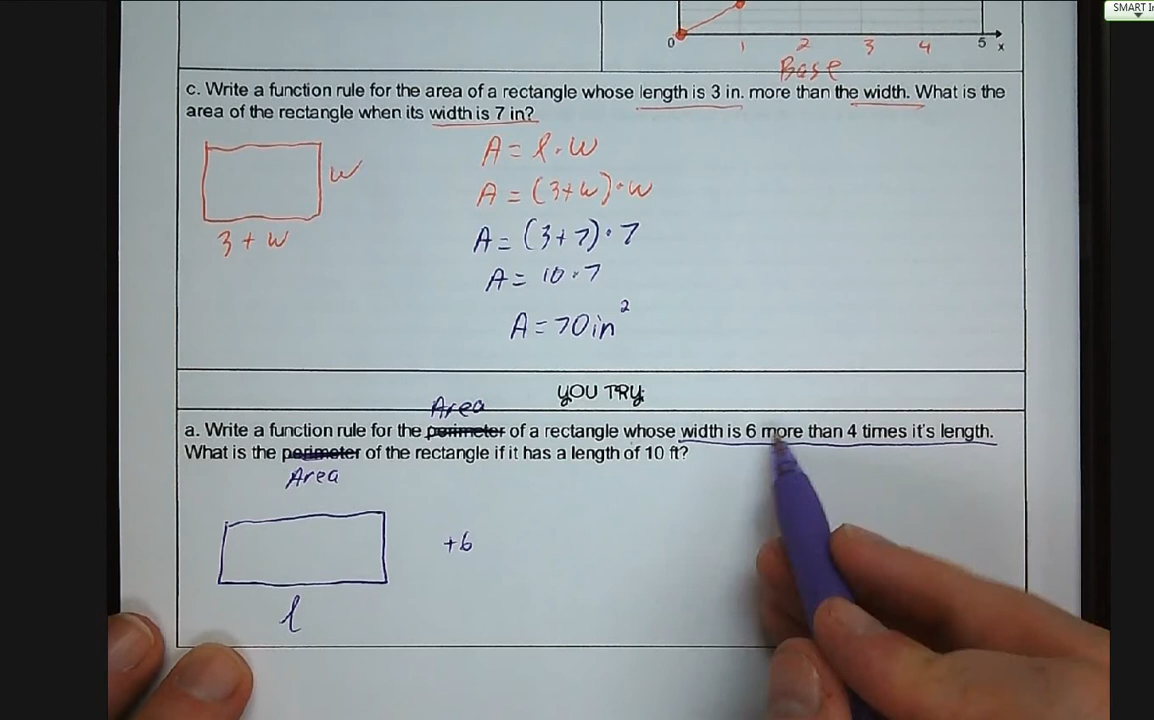 SMART In
0 1 2 3 4 5 x
Base
c. Write a function rule for the area of a rectangle whose length is 3 in. more than the width. What is the
area of the rectangle when its width is 7 in?
A = l · w
w
A = (3+w) · w
3 + w
A = (3+7) · 7
A = 10 · 7
A = 70 in²
YOU TRY:
Area
a. Write a function rule for the perimeter of a rectangle whose width is 6 more than 4 times it's length.
What is the perimeter of the rectangle if it has a length of 10 ft?
Area
+6
l